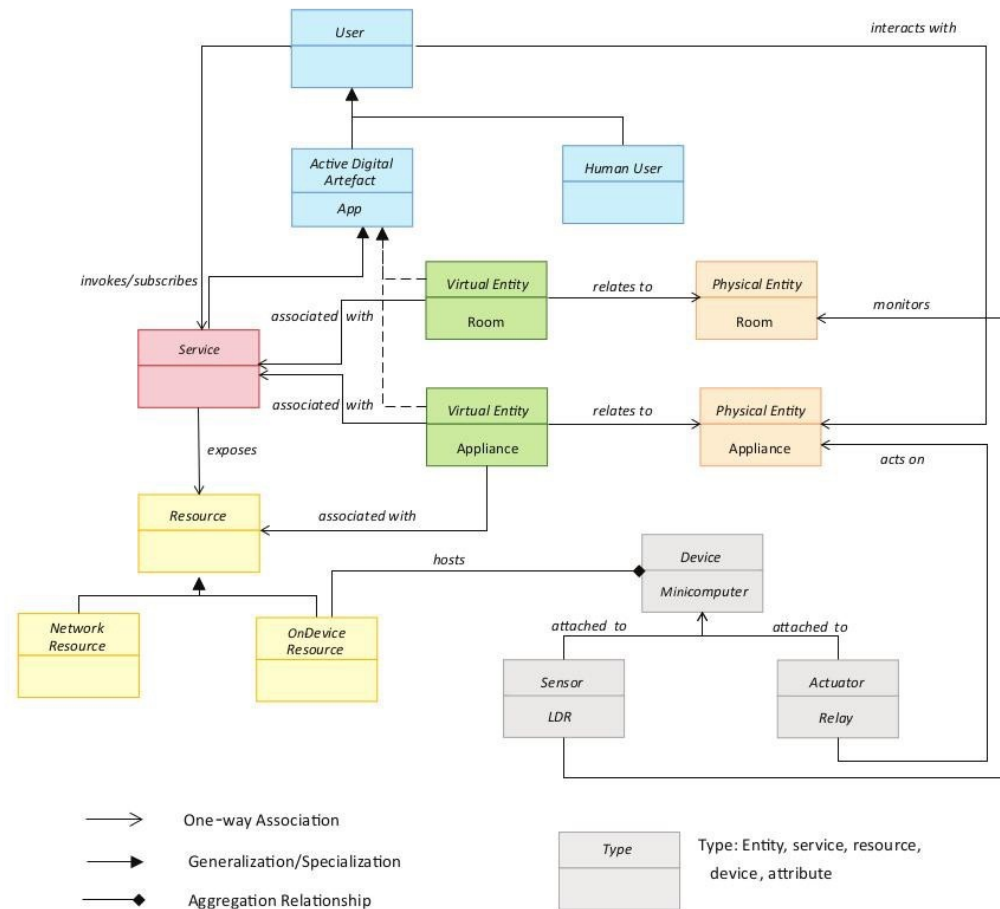 User
interacts with
Active Digital
Artefact
App
Human User
invokes/subscribes
Virtual Entity
Room
relates to
Physical Entity
Room
associated with
monitors
Service
associated with
Virtual Entity
Appliance
relates to
Physical Entity
Appliance
acts on
exposes
Resource
associated with
hosts
Device
Minicomputer
Network
Resource
OnDevice
Resource
attached to
attached to
Sensor
LDR
Actuator
Relay
One-way Association
Generalization/Specialization
Aggregation Relationship
Type
Type: Entity, service, resource,
device, attribute